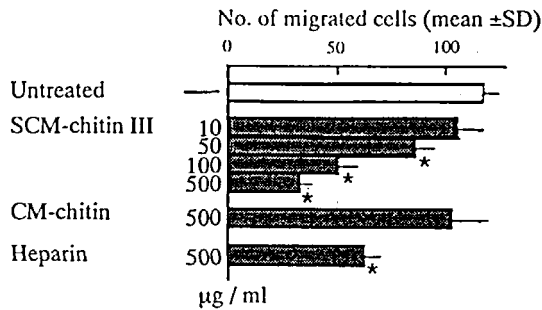 No. of migrated cells (mean ±SD)
0 50 100
Untreated —
SCM-chitin III 10
50 *
100 *
500 *
CM-chitin 500
Heparin 500 *
µg / ml